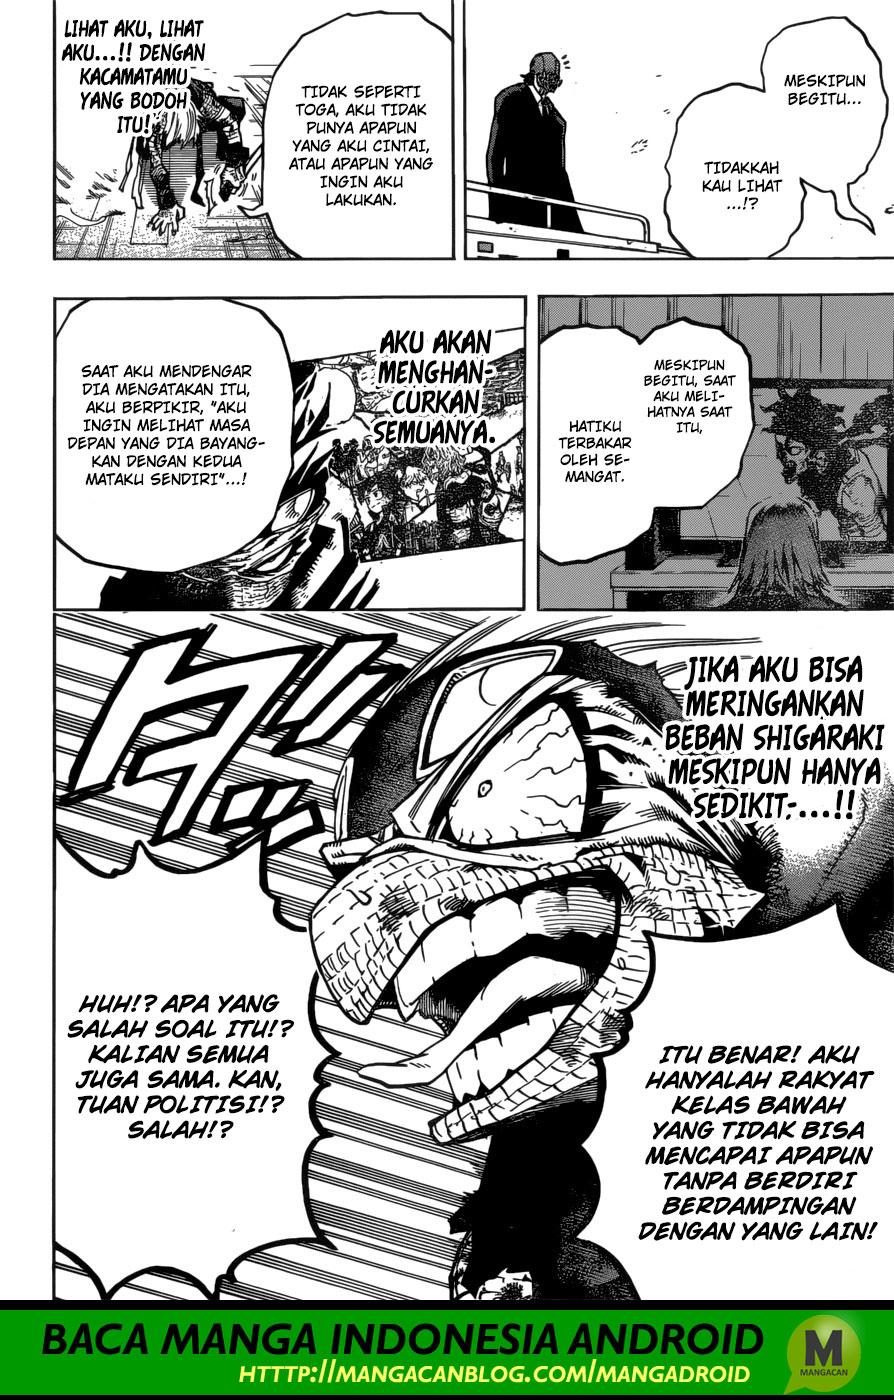 MESKIPUN
BEGITU...
TIDAKKAH
KAU LIHAT
...!?
TIDAK SEPERTI
TOGA, AKU TIDAK
PUNYA APAPUN
YANG AKU CINTAI,
ATAU APAPUN YANG
INGIN AKU
LAKUKAN.
LIHAT AKU, LIHAT
AKU...!! DENGAN
KACAMATAMU
YANG BODOH
ITU!
MESKIPUN
BEGITU, SAAT
AKU MELI-
HATNYA SAAT
ITU,
HATIKU
TERBAKAR
OLEH SE-
MANGAT.
AKU AKAN
MENGHAN-
CURKAN
SEMUANYA.
SAAT AKU MENDENGAR
DIA MENGATAKAN ITU,
AKU BERPIKIR, "AKU
INGIN MELIHAT MASA
DEPAN YANG DIA BAYANG-
KAN DENGAN KEDUA
MATAKU SENDIRI"...!
JIKA AKU BISA
MERINGANKAN
BEBAN SHIGARAKI
MESKIPUN HANYA
SEDIKIT,...!!
ITU BENAR! AKU
HANYALAH RAKYAT
KELAS BAWAH
YANG TIDAK BISA
MENCAPAI APAPUN
TANPA BERDIRI
BERDAMPINGAN
DENGAN YANG LAIN!
HUH!? APA YANG
SALAH SOAL ITU!?
KALIAN SEMUA
JUGA SAMA. KAN,
TUAN POLITISI!?
SALAH!?
BACA MANGA INDONESIA ANDROID
HTTTP://MANGACANBLOG.COM/MANGADROID
M
MANGACAN